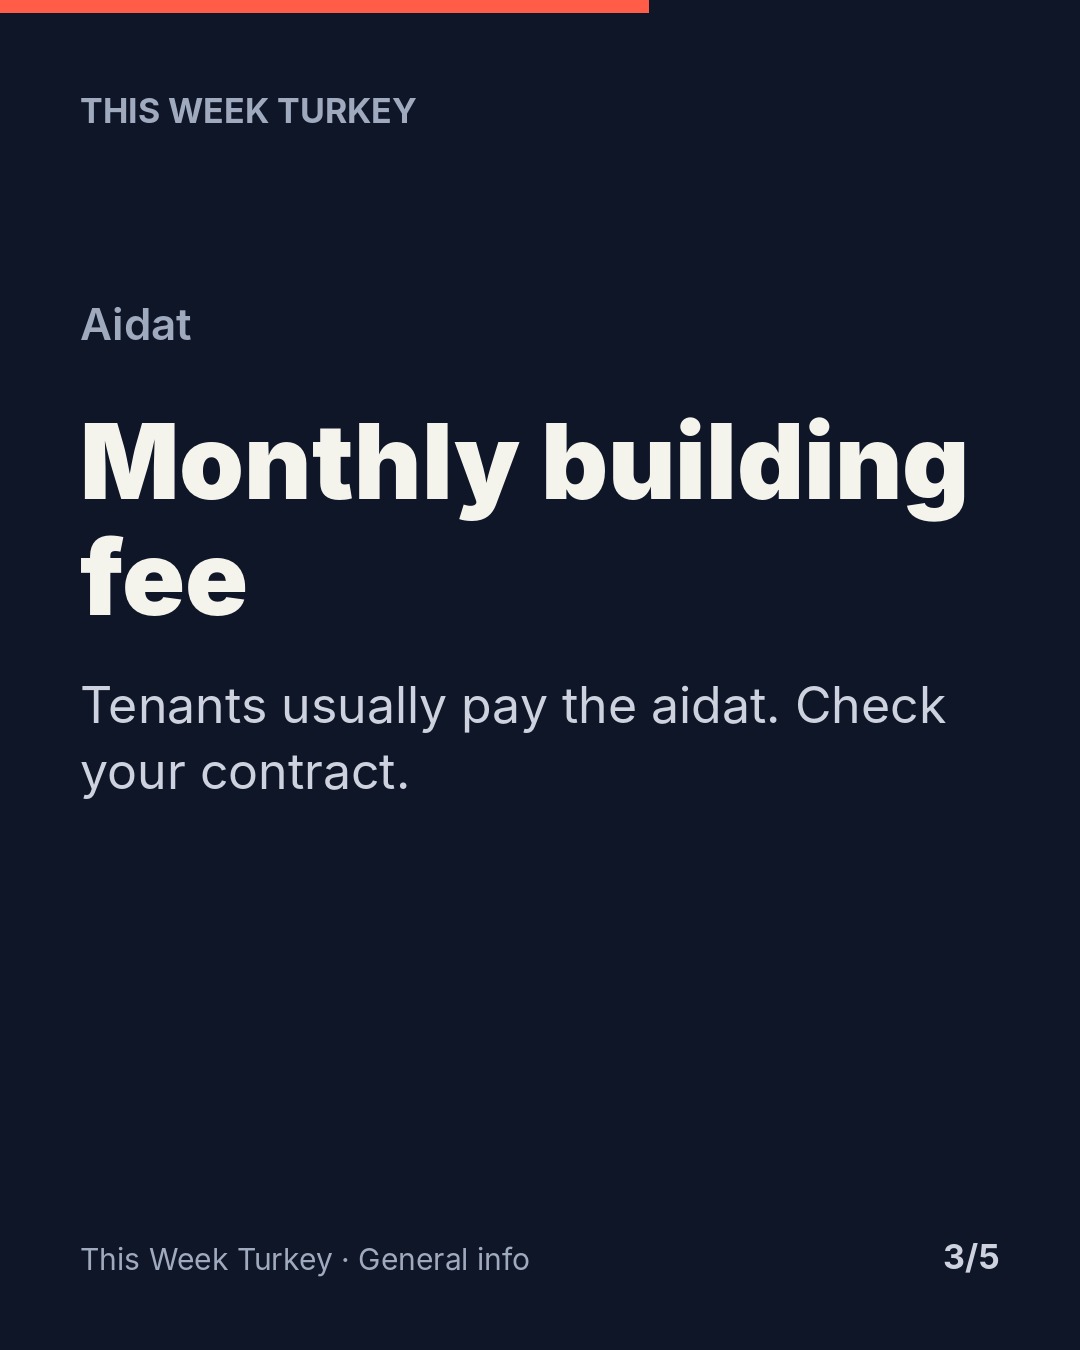 THIS WEEK TURKEY
Aidat
Monthly building
fee
Tenants usually pay the aidat. Check
your contract.
This Week Turkey · General info
3/5